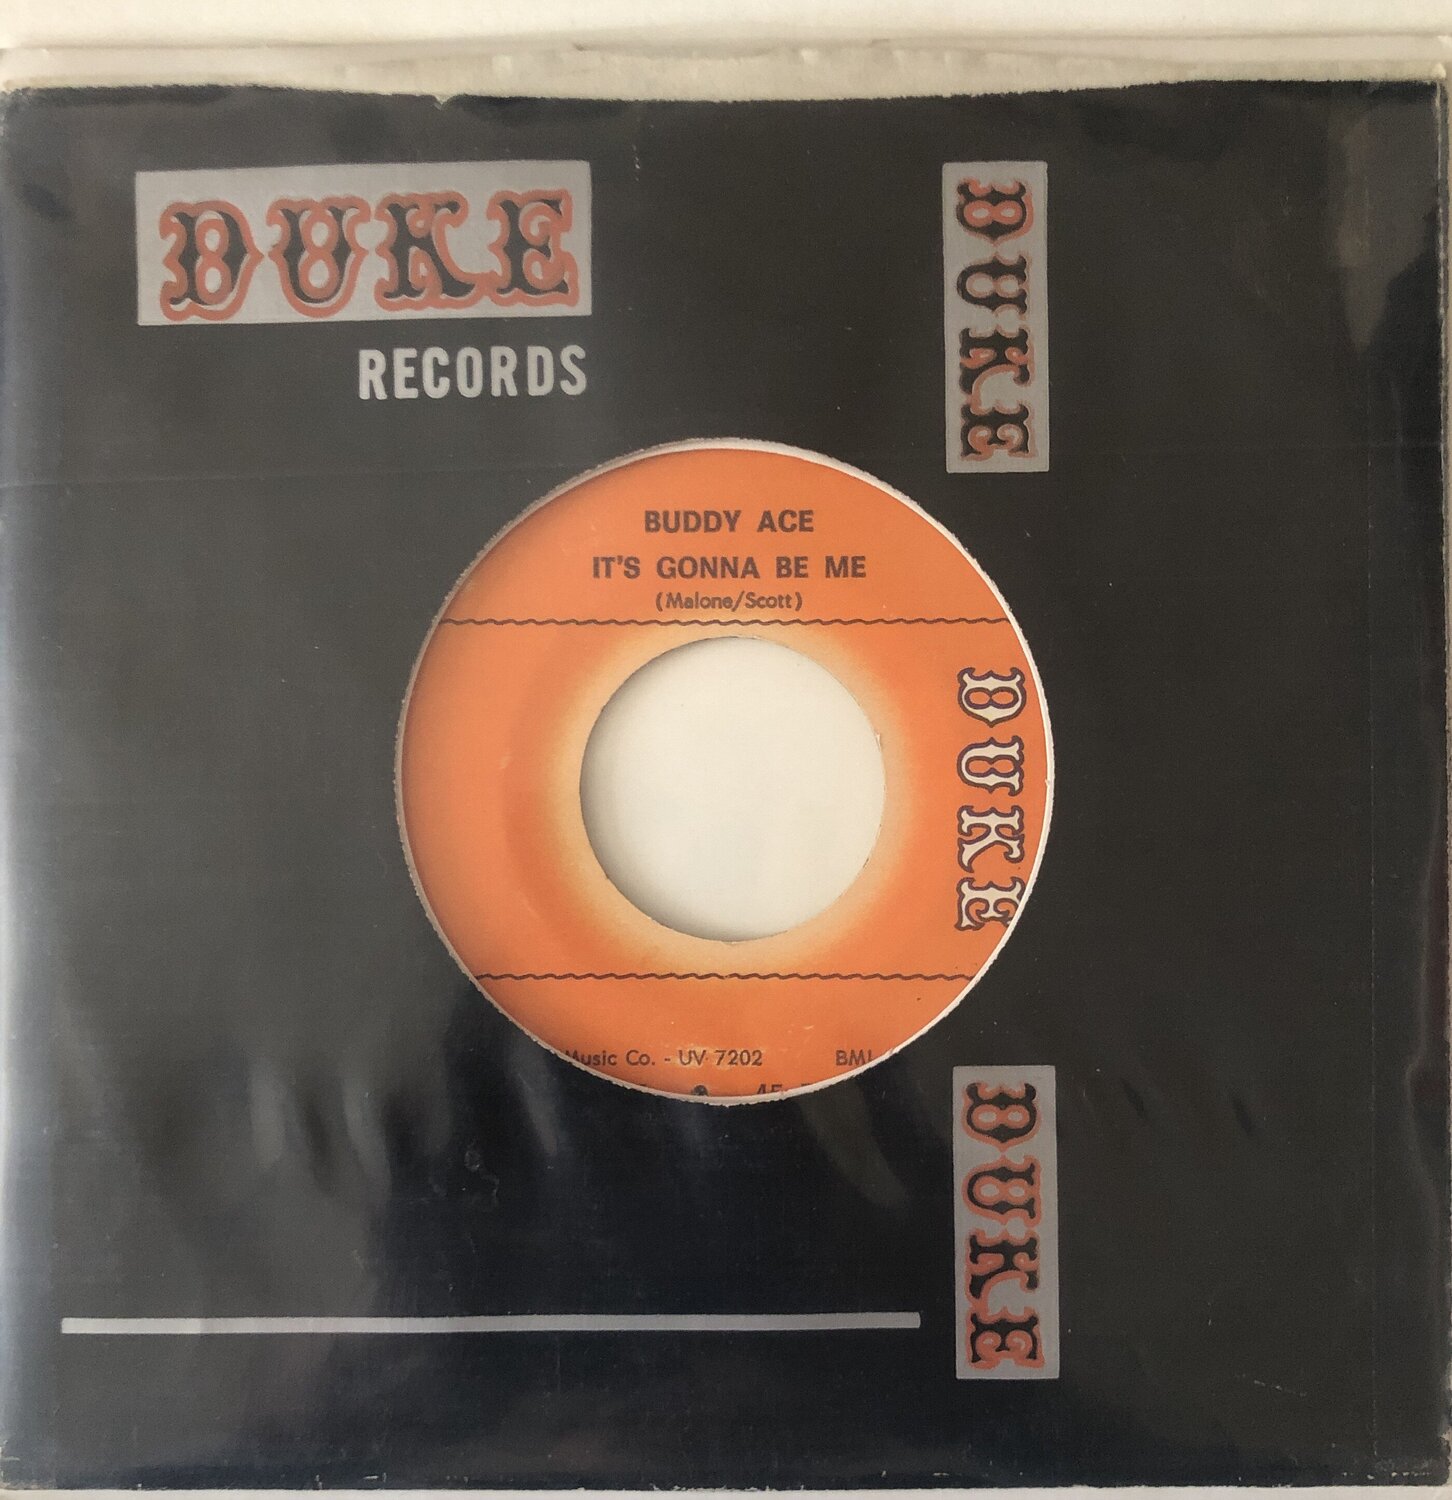 DUKE
RECORDS
DUKE
BUDDY ACE
IT'S GONNA BE ME
(Malone/Scott)
DUKE
Music Co. - UV 7202 BMI
DUKE